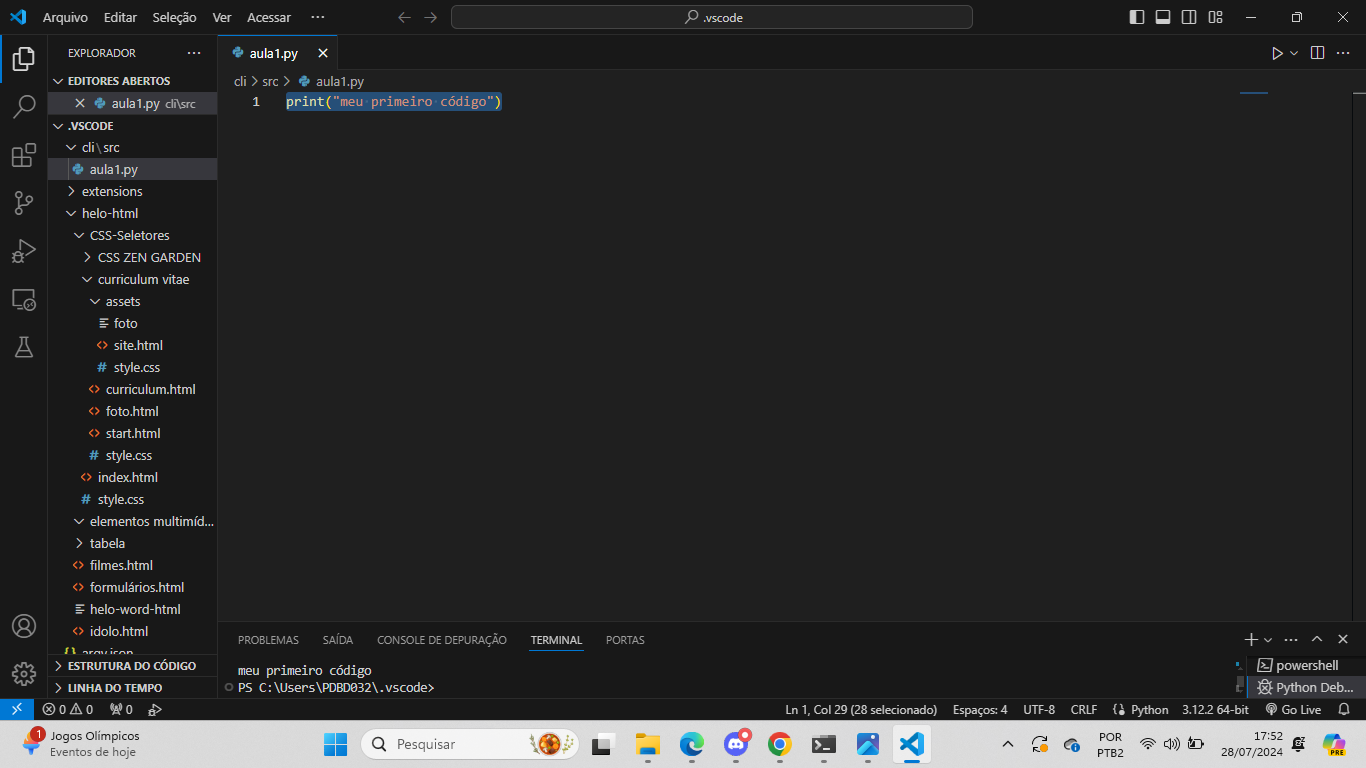 Arquivo Editar Seleção Ver Acessar ··· .vscode
EXPLORADOR ···
EDITORES ABERTOS
aula1.py cli\src
.VSCODE
cli\src
aula1.py
extensions
helo-html
CSS-Seletores
CSS ZEN GARDEN
curriculum vitae
assets
foto
site.html
style.css
curriculum.html
foto.html
start.html
style.css
index.html
style.css
elementos multimíd...
tabela
filmes.html
formulários.html
helo-word-html
idolo.html
argv.json
ESTRUTURA DO CÓDIGO
LINHA DO TEMPO
aula1.py
cli > src > aula1.py
1 print("meu primeiro código")
PROBLEMAS SAÍDA CONSOLE DE DEPURAÇÃO TERMINAL PORTAS
meu primeiro código
PS C:\Users\PDBD032\.vscode>
powershell
Python Deb...
0 0 0 Ln 1, Col 29 (28 selecionado) Espaços: 4 UTF-8 CRLF Python 3.12.2 64-bit Go Live
1
Jogos Olímpicos
Eventos de hoje
Pesquisar
POR
PTB2
17:52
28/07/2024
PRE